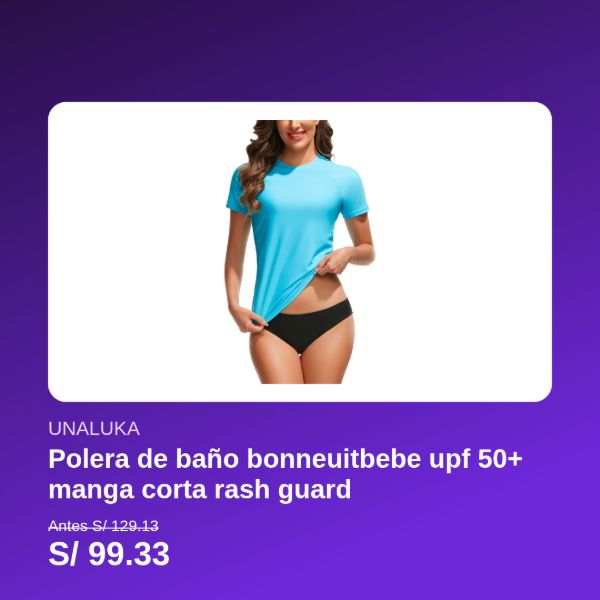 UNALUKA
Polera de baño bonneuitbebe upf 50+
manga corta rash guard
Antes S/ 129.13
S/ 99.33